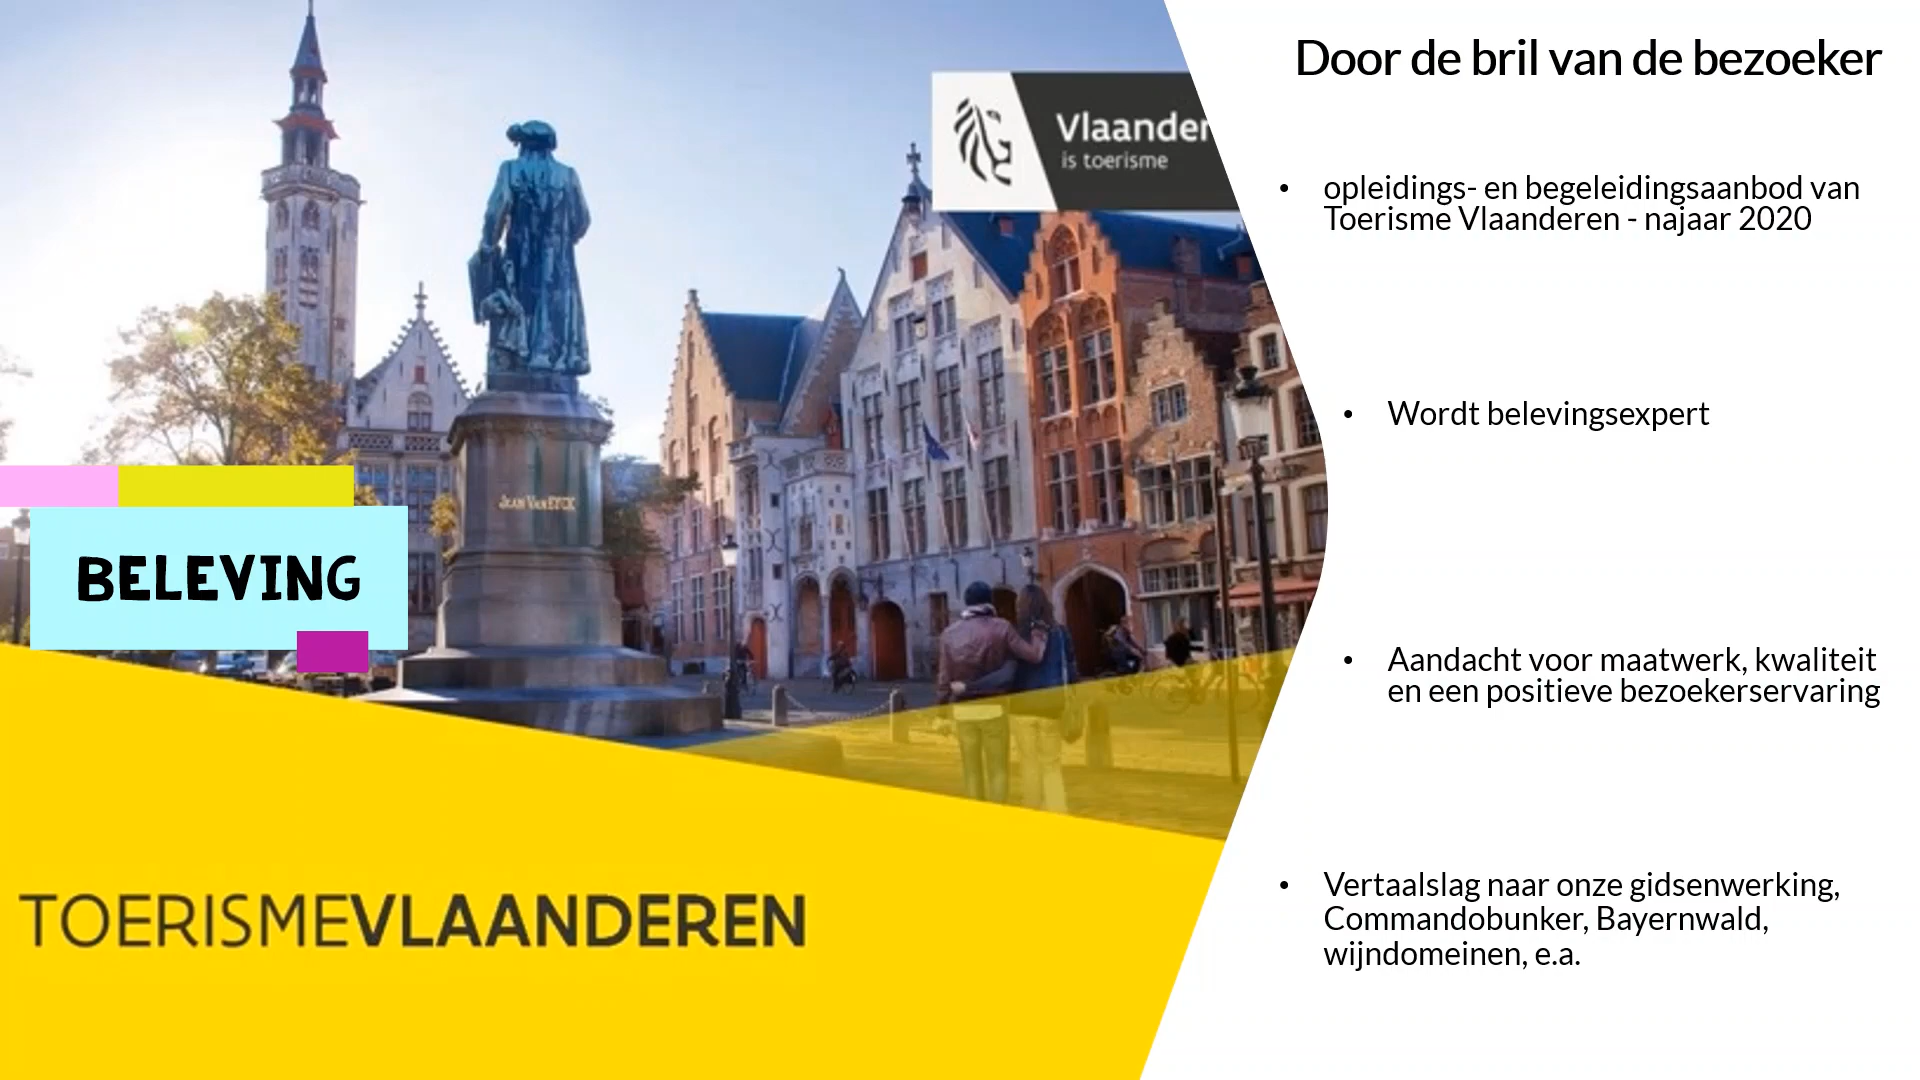 Door de bril van de bezoeker
Vlaander
is toerisme
• opleidings- en begeleidingsaanbod van
Toerisme Vlaanderen - najaar 2020
• Wordt belevingsexpert
JEAN VAN EYCK
BELEVING
• Aandacht voor maatwerk, kwaliteit
en een positieve bezoekerservaring
• Vertaalslag naar onze gidsenwerking,
Commandobunker, Bayernwald,
wijndomeinen, e.a.
TOERISMEVLAANDEREN